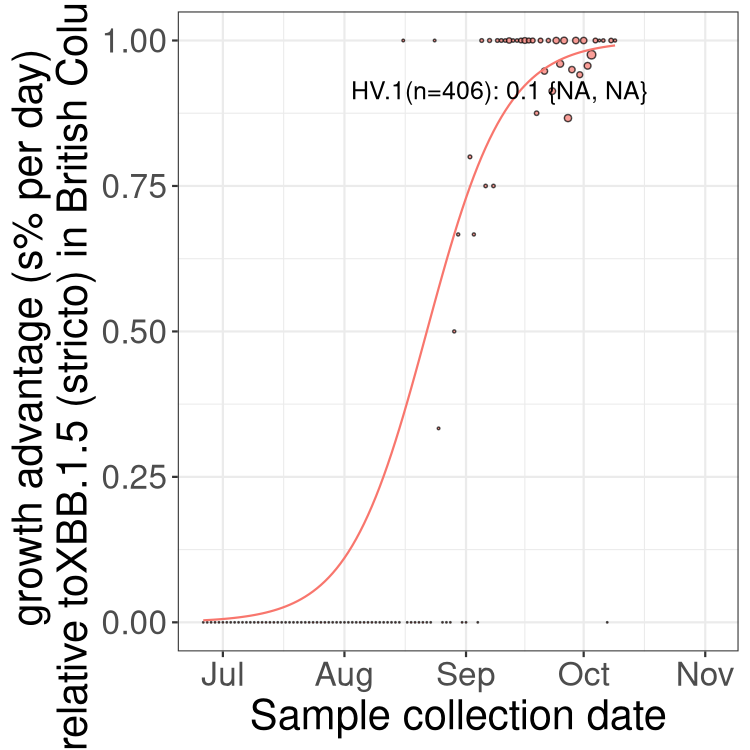 growth advantage (s% per day)
relative toXBB.1.5 (stricto) in British Colu
1.00
0.75
0.50
0.25
0.00
HV.1(n=406): 0.1 {NA, NA}
Jul Aug Sep Oct Nov
Sample collection date